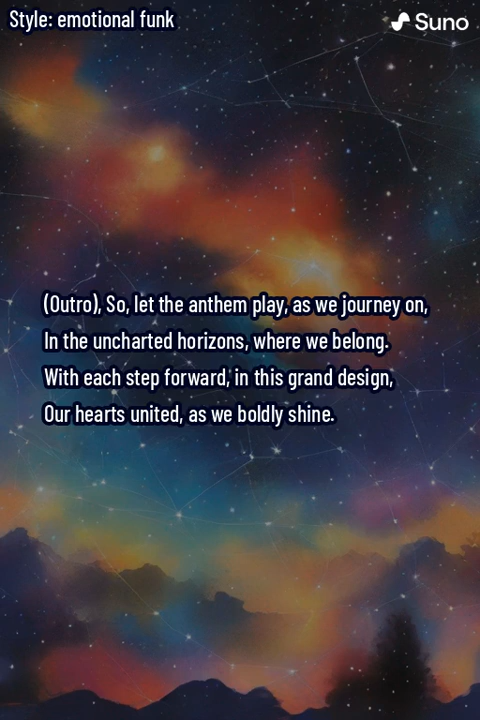 Style: emotional funk
Suno
(Outro), So, let the anthem play, as we journey on,
In the uncharted horizons, where we belong.
With each step forward, in this grand design,
Our hearts united, as we boldly shine.